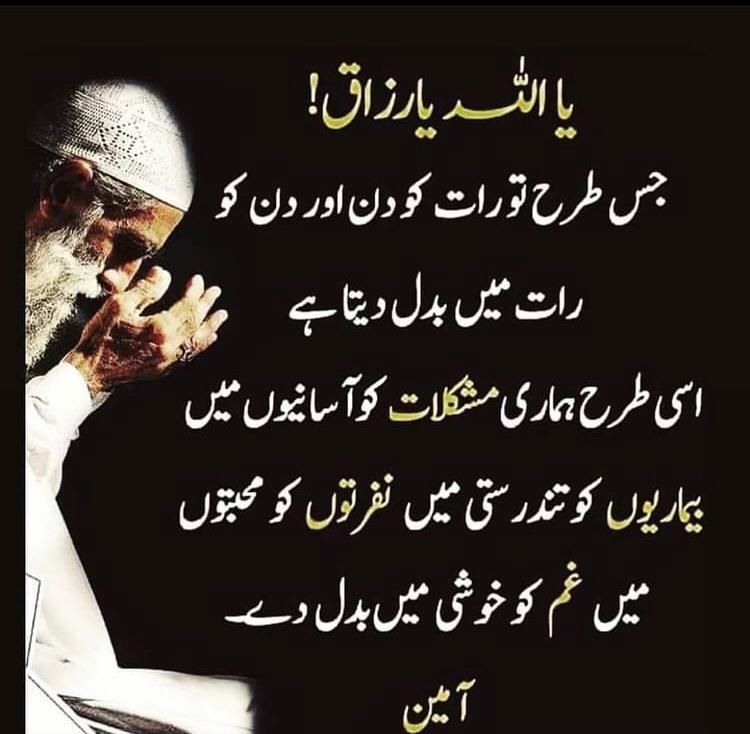 یا اللہ یارزاق!
جس طرح تو رات کو دن اور دن کو
رات میں بدل دیتا ہے
اسی طرح ہماری مشکلات کو آسانیوں میں
بیماریوں کو تندرستی میں نفرتوں کو محبتوں
میں غم کو خوشی میں بدل دے۔
آمین